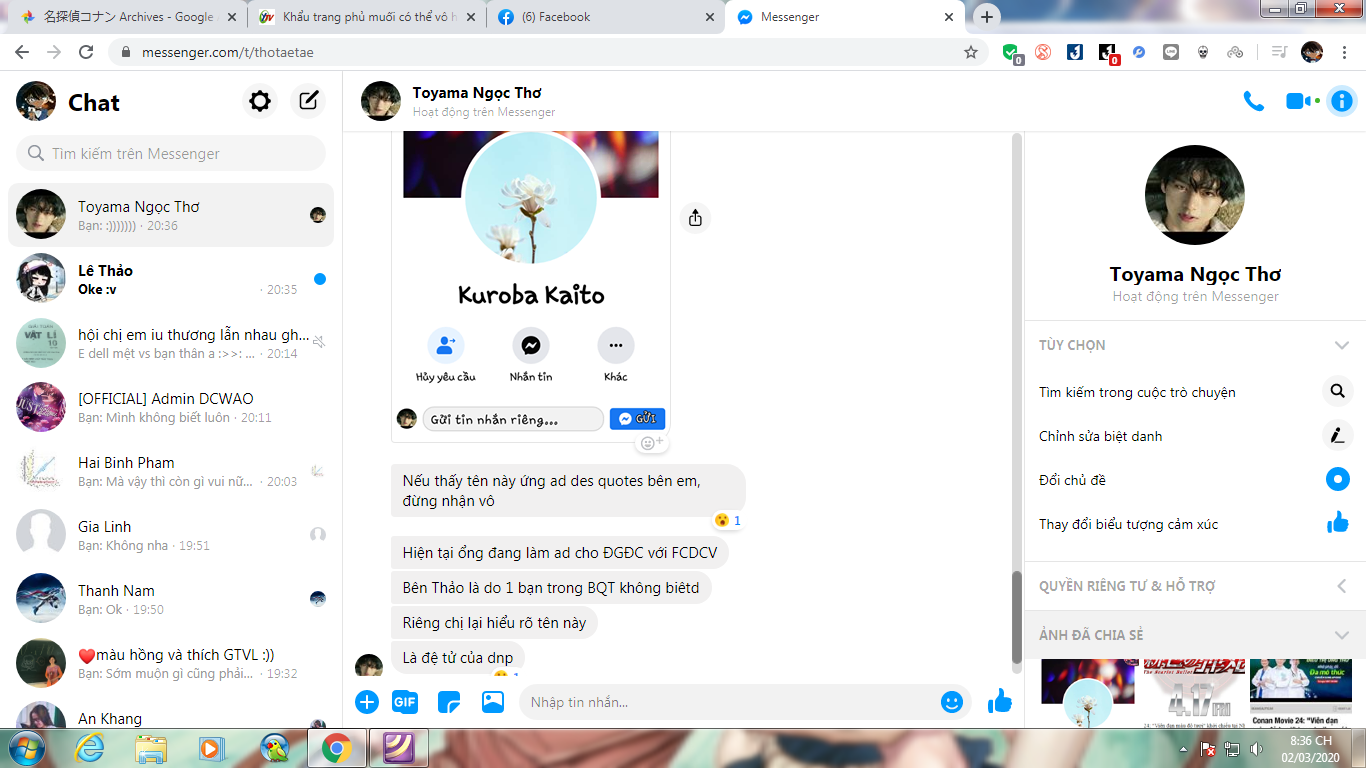 名探偵コナン Archives - Google
Khẩu trang phủ muối có thể vô h
(6) Facebook
Messenger
messenger.com/t/thotaetae
0
0
Chat
Tìm kiếm trên Messenger
Toyama Ngọc Thơ
Bạn: :))))))) · 20:36
Lê Thảo
Oke :v · 20:35
hội chị em iu thương lẫn nhau gh...
E dell mệt vs bạn thân a :>>: ... · 20:14
[OFFICIAL] Admin DCWAO
Bạn: Mình không biết luôn · 20:11
Hai Binh Pham
Bạn: Mà vậy thì còn gì vui nữ... · 20:03
Gia Linh
Bạn: Không nha · 19:51
Thanh Nam
Bạn: Ok · 19:50
❤màu hồng và thích GTVL :))
Bạn: Sớm muộn gì cũng phải... · 19:32
An Khang
Toyama Ngọc Thơ
Hoạt động trên Messenger
Kuroba Kaito
Hủy yêu cầu
Nhắn tin
Khác
Gửi tin nhắn riêng...
GỬI
Nếu thấy tên này ứng ad des quotes bên em,
đừng nhận vô
1
Hiện tại ổng đang làm ad cho ĐGĐC với FCDCV
Bên Thảo là do 1 bạn trong BQT không biêtd
Riêng chị lại hiểu rõ tên này
Là đệ tử của dnp
1
GIF
Nhập tin nhắn...
Toyama Ngọc Thơ
Hoạt động trên Messenger
TÙY CHỌN
Tìm kiếm trong cuộc trò chuyện
Chỉnh sửa biệt danh
Đổi chủ đề
Thay đổi biểu tượng cảm xúc
QUYỀN RIÊNG TƯ & HỖ TRỢ
ẢNH ĐÃ CHIA SẺ
4.17
Đa mô thức
Conan Movie 24: "Viên đạn
8:36 CH
02/03/2020